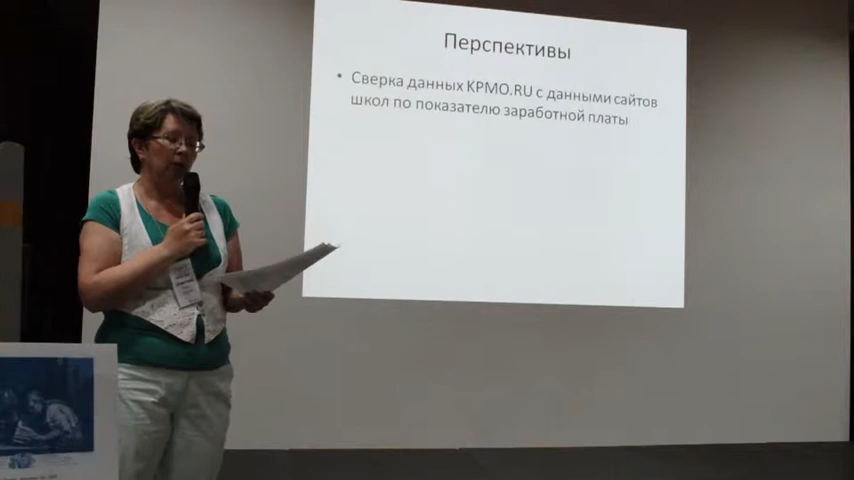 Перспективы
• Сверка данных KPMO.RU с данными сайтов
школ по показателю заработной платы